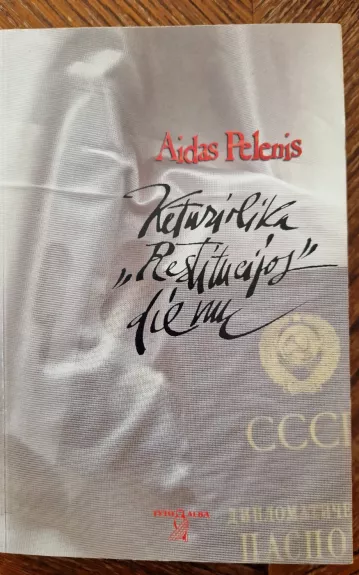 Aidas Pelenis
Keturiolika
„Restitucijos”
dienų
СССР
ДИПЛОМАТИЧЕ
ПАСПО